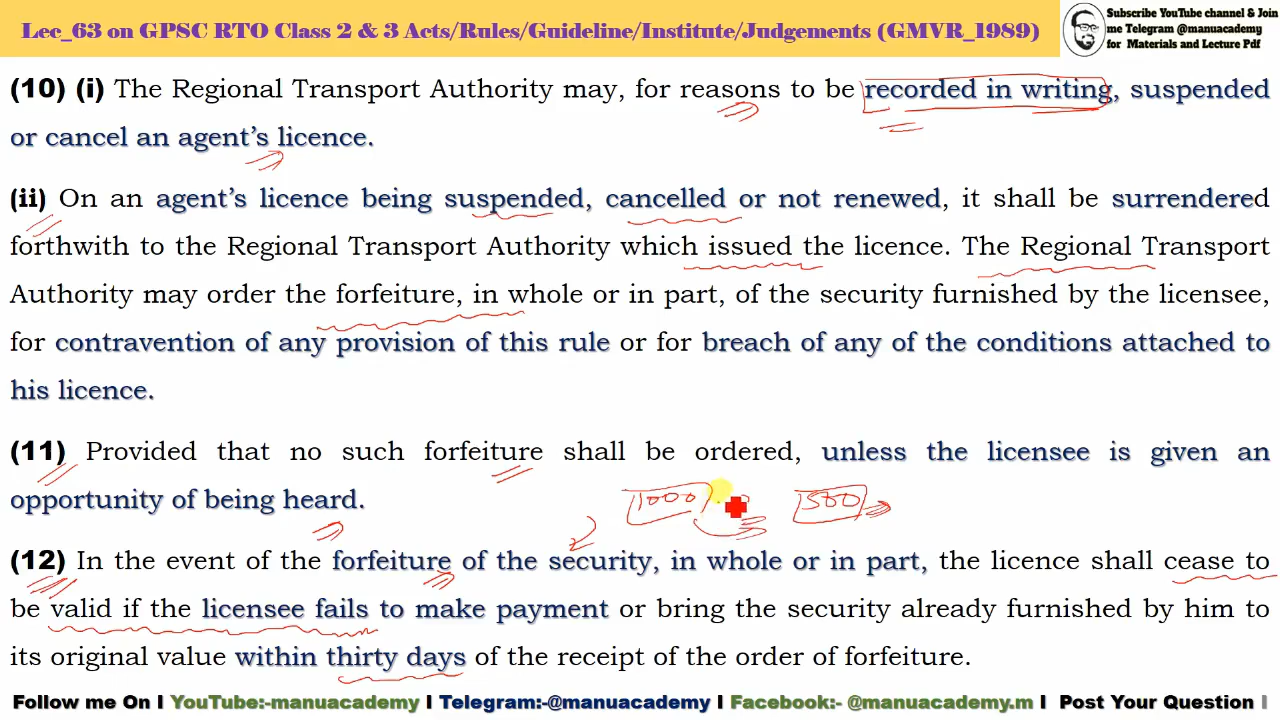 Lec_63 on GPSC RTO Class 2 & 3 Acts/Rules/Guideline/Institute/Judgements (GMVR_1989)
Subscribe YouTube channel & Join
me Telegram @manuacademy
for Materials and Lecture Pdf
(10) (i) The Regional Transport Authority may, for reasons to be recorded in writing, suspended
or cancel an agent's licence.
(ii) On an agent's licence being suspended, cancelled or not renewed, it shall be surrendered
forthwith to the Regional Transport Authority which issued the licence. The Regional Transport
Authority may order the forfeiture, in whole or in part, of the security furnished by the licensee,
for contravention of any provision of this rule or for breach of any of the conditions attached to
his licence.
(11) Provided that no such forfeiture shall be ordered, unless the licensee is given an
opportunity of being heard.
1000 500
(12) In the event of the forfeiture of the security, in whole or in part, the licence shall cease to
be valid if the licensee fails to make payment or bring the security already furnished by him to
its original value within thirty days of the receipt of the order of forfeiture.
Follow me On I YouTube:-manuacademy I Telegram:-@manuacademy I Facebook:- @manuacademy.m I Post Your Question I